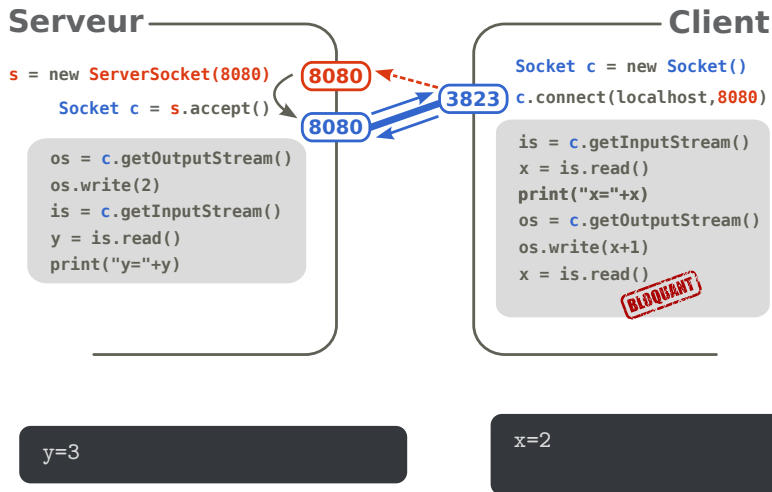 Serveur
Client
s = new ServerSocket(8080)
8080
Socket c = new Socket()
3823
c.connect(localhost,8080)
Socket c = s.accept()
8080
os = c.getOutputStream()
os.write(2)
is = c.getInputStream()
y = is.read()
print("y="+y)
is = c.getInputStream()
x = is.read()
print("x="+x)
os = c.getOutputStream()
os.write(x+1)
x = is.read()
BLOQUANT
y=3
x=2